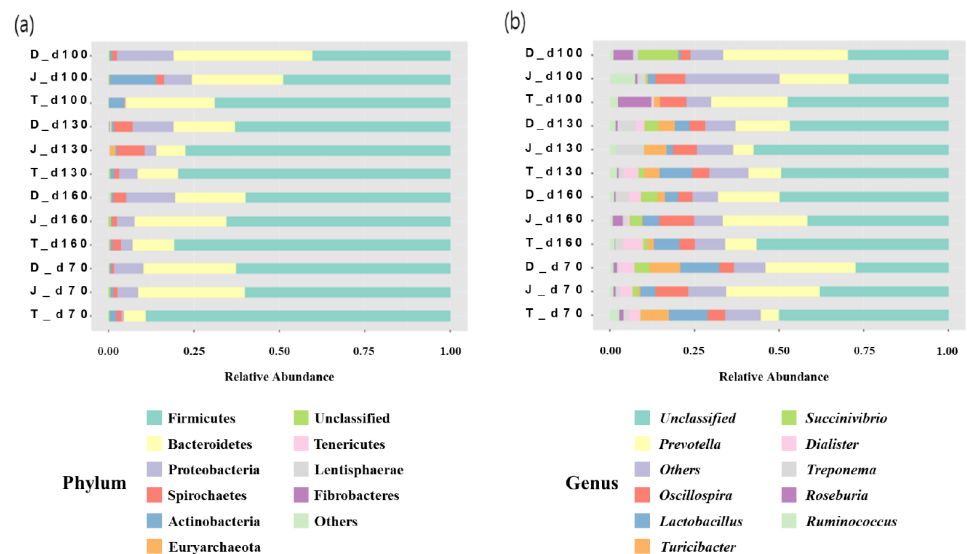 (a)
D_d100
J_d100
T_d100
D_d130
J_d130
T_d130
D_d160
J_d160
T_d160
D_d70
J_d70
T_d70
0.00 0.25 0.50 0.75 1.00
Relative Abundance
Phylum
Firmicutes Unclassified
Bacteroidetes Tenericutes
Proteobacteria Lentisphaerae
Spirochaetes Fibrobacteres
Actinobacteria Others
Euryarchaeota
(b)
D_d100
J_d100
T_d100
D_d130
J_d130
T_d130
D_d160
J_d160
T_d160
D_d70
J_d70
T_d70
0.00 0.25 0.50 0.75 1.00
Relative Abundance
Genus
Unclassified Succinivibrio
Prevotella Dialister
Others Treponema
Oscillospira Roseburia
Lactobacillus Ruminococcus
Turicibacter